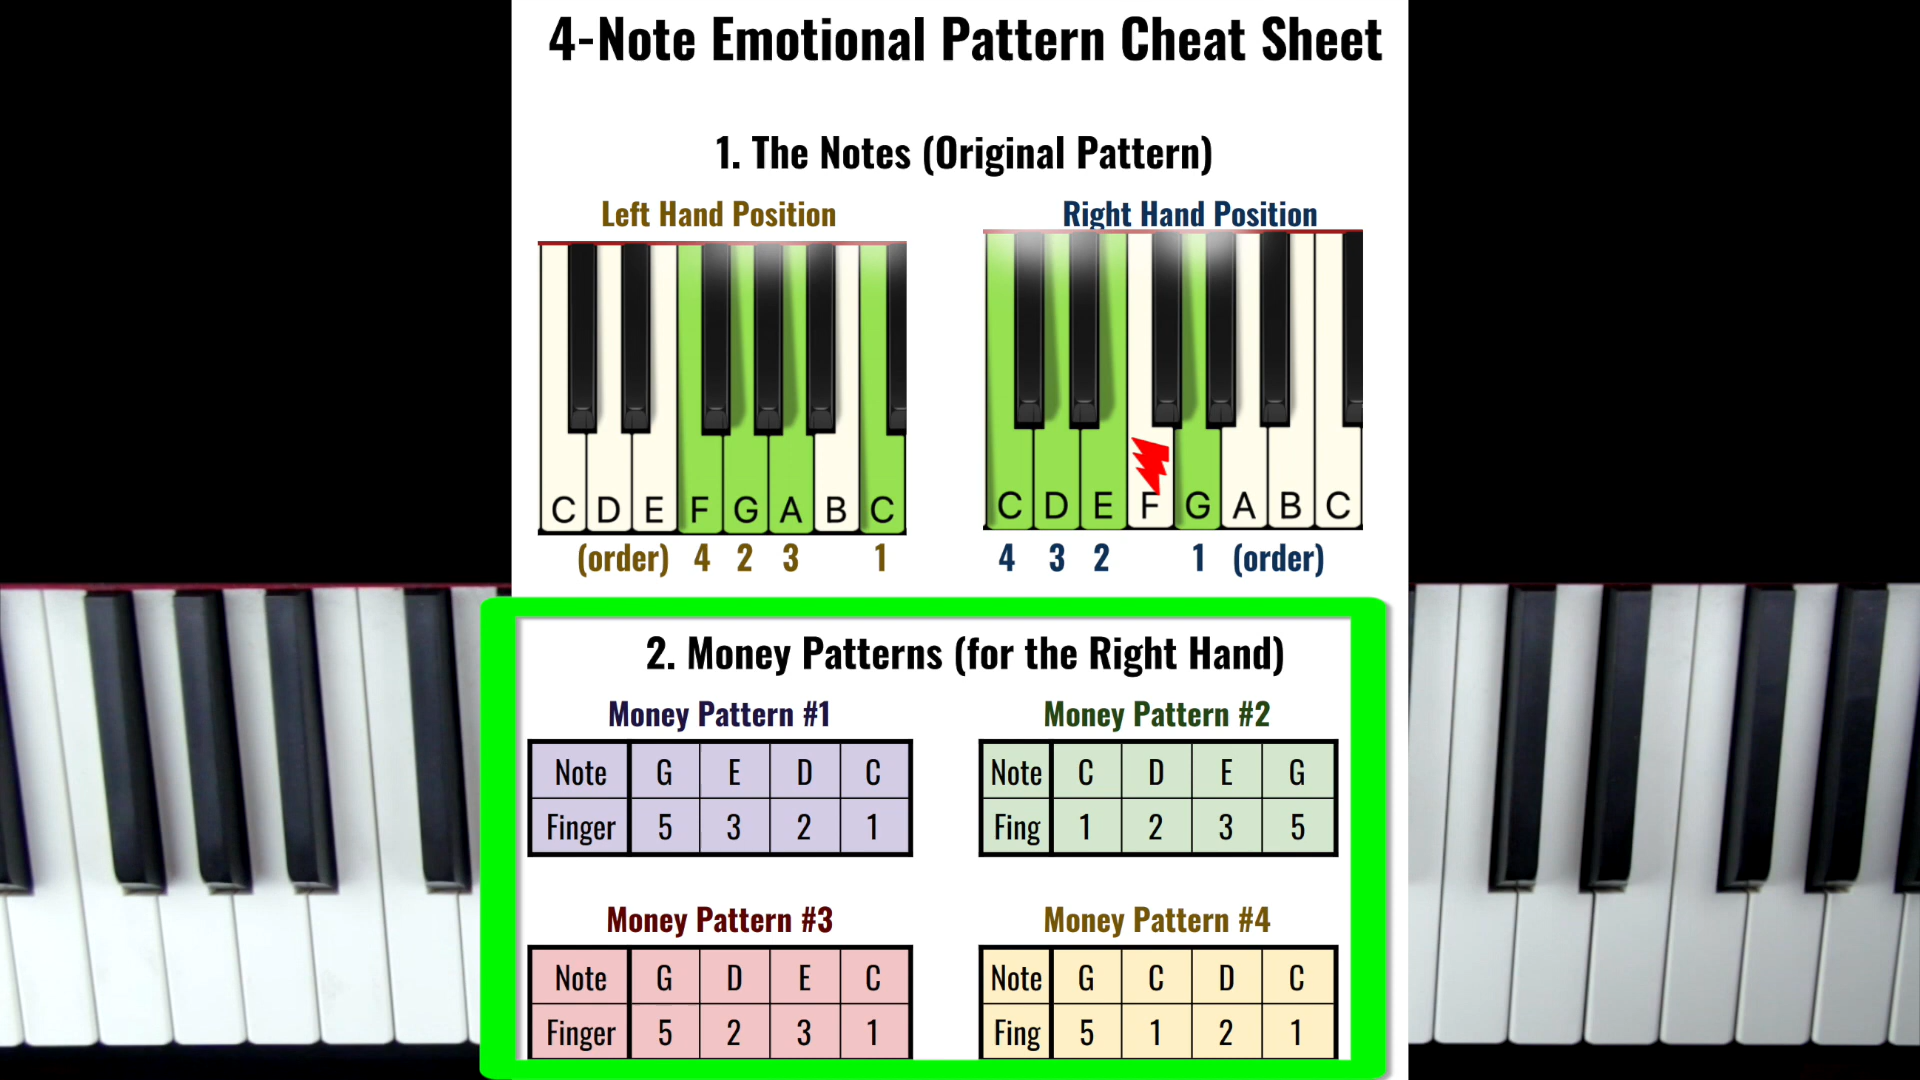 4-Note Emotional Pattern Cheat Sheet
1. The Notes (Original Pattern)
Left Hand Position
C D E F G A B C
(order) 4 2 3 1
Right Hand Position
C D E F G A B C
4 3 2 1 (order)
2. Money Patterns (for the Right Hand)
Money Pattern #1
Note G E D C
Finger 5 3 2 1
Money Pattern #2
Note C D E G
Fing 1 2 3 5
Money Pattern #3
Note G D E C
Finger 5 2 3 1
Money Pattern #4
Note G C D C
Fing 5 1 2 1